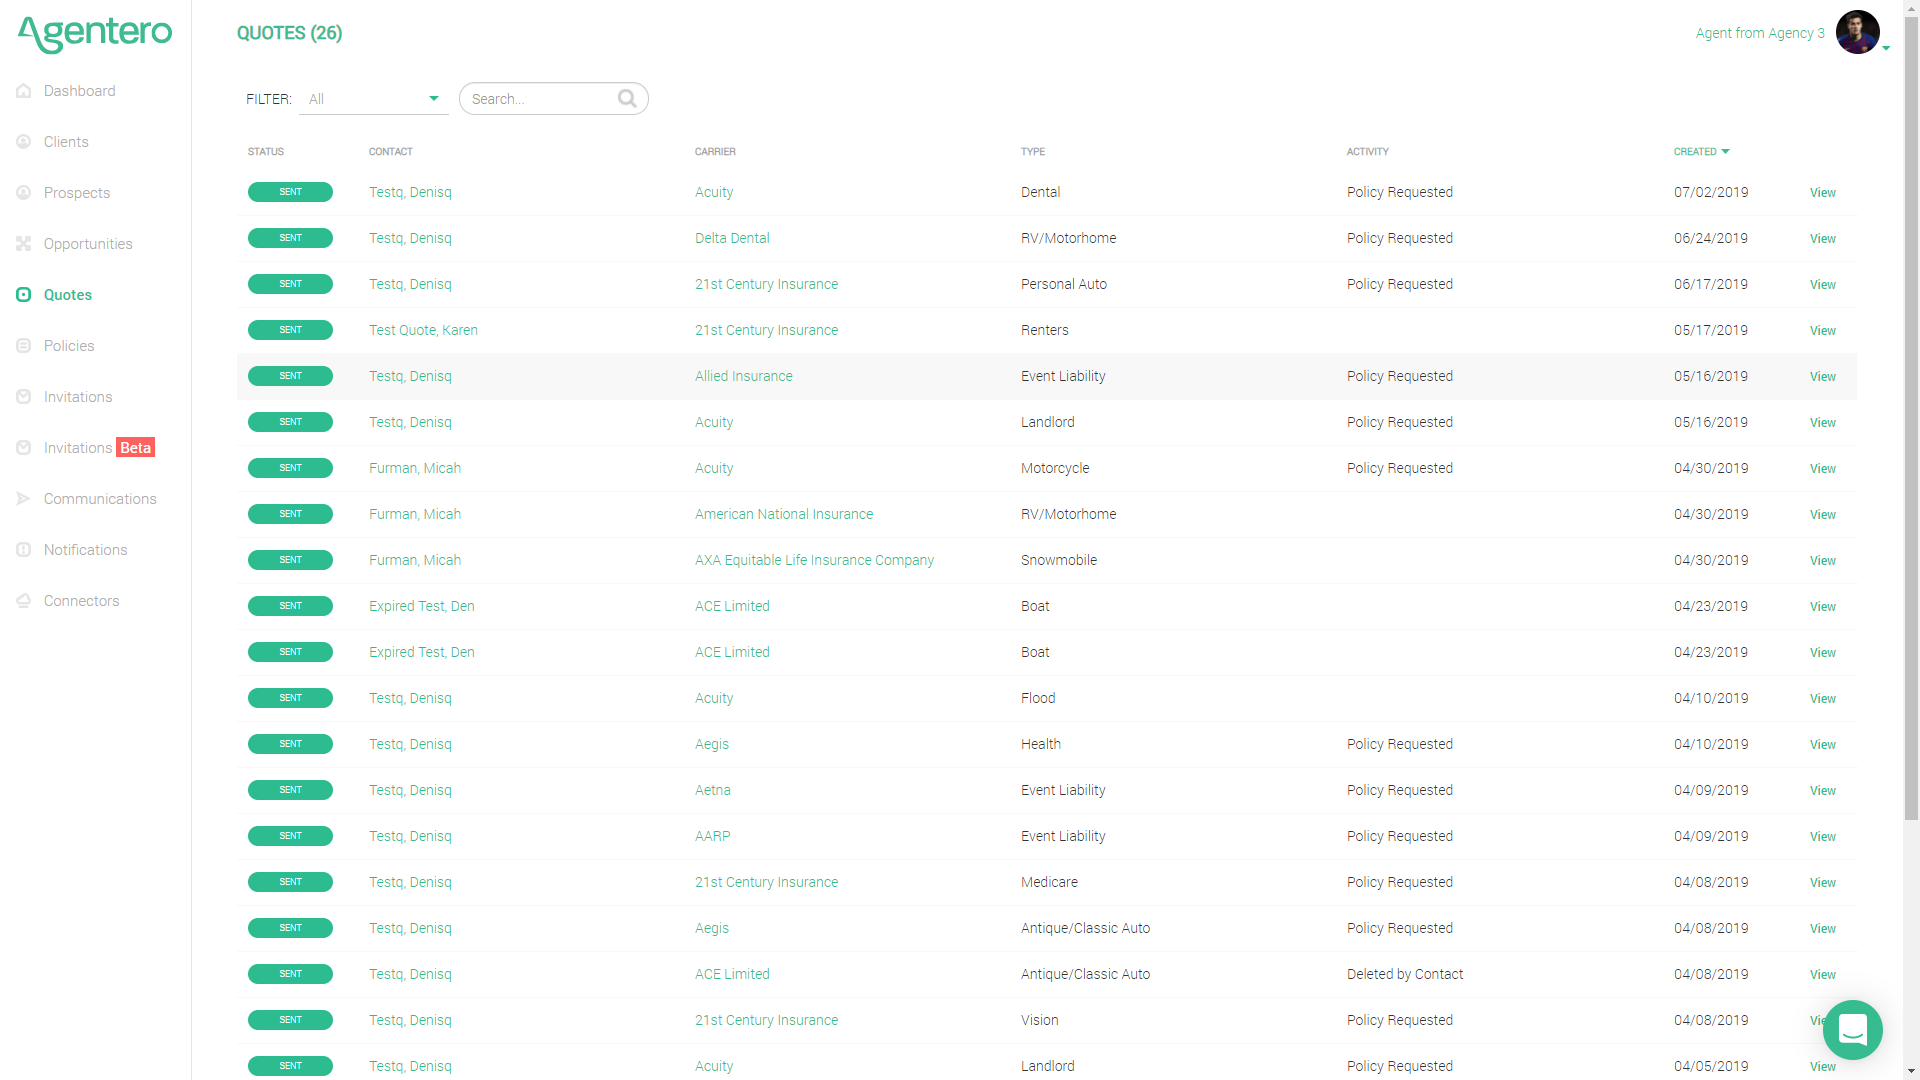 Agentero
QUOTES (26)
Agent from Agency 3
Dashboard
Clients
Prospects
Opportunities
Quotes
Policies
Invitations
Invitations Beta
Communications
Notifications
Connectors
FILTER: All Search...
STATUS CONTACT CARRIER TYPE ACTIVITY CREATED
SENT Testq, Denisq Acuity Dental Policy Requested 07/02/2019 View
SENT Testq, Denisq Delta Dental RV/Motorhome Policy Requested 06/24/2019 View
SENT Testq, Denisq 21st Century Insurance Personal Auto Policy Requested 06/17/2019 View
SENT Test Quote, Karen 21st Century Insurance Renters 05/17/2019 View
SENT Testq, Denisq Allied Insurance Event Liability Policy Requested 05/16/2019 View
SENT Testq, Denisq Acuity Landlord Policy Requested 05/16/2019 View
SENT Furman, Micah Acuity Motorcycle Policy Requested 04/30/2019 View
SENT Furman, Micah American National Insurance RV/Motorhome 04/30/2019 View
SENT Furman, Micah AXA Equitable Life Insurance Company Snowmobile 04/30/2019 View
SENT Expired Test, Den ACE Limited Boat 04/23/2019 View
SENT Expired Test, Den ACE Limited Boat 04/23/2019 View
SENT Testq, Denisq Acuity Flood 04/10/2019 View
SENT Testq, Denisq Aegis Health Policy Requested 04/10/2019 View
SENT Testq, Denisq Aetna Event Liability Policy Requested 04/09/2019 View
SENT Testq, Denisq AARP Event Liability Policy Requested 04/09/2019 View
SENT Testq, Denisq 21st Century Insurance Medicare Policy Requested 04/08/2019 View
SENT Testq, Denisq Aegis Antique/Classic Auto Policy Requested 04/08/2019 View
SENT Testq, Denisq ACE Limited Antique/Classic Auto Deleted by Contact 04/08/2019 View
SENT Testq, Denisq 21st Century Insurance Vision Policy Requested 04/08/2019
SENT Testq, Denisq Acuity Landlord Policy Requested 04/05/2019 View